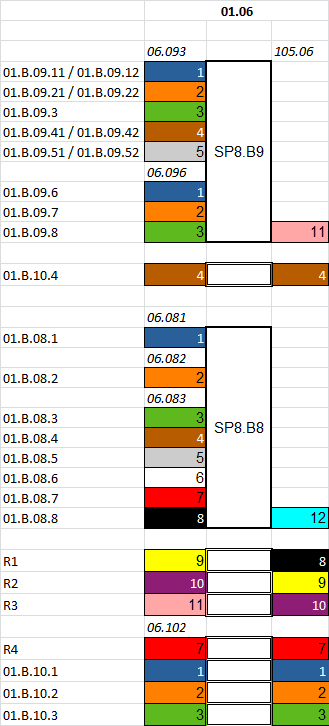 01.06
06.093 105.06
01.B.09.11 / 01.B.09.12 1
01.B.09.21 / 01.B.09.22 2
01.B.09.3 3
01.B.09.41 / 01.B.09.42 4
01.B.09.51 / 01.B.09.52 5
SP8.B9
06.096
01.B.09.6 1
01.B.09.7 2
01.B.09.8 3 11
01.B.10.4 4 4
06.081
01.B.08.1 1
06.082
01.B.08.2 2
06.083
01.B.08.3 3
SP8.B8
01.B.08.4 4
01.B.08.5 5
01.B.08.6 6
01.B.08.7 7
01.B.08.8 8 12
R1 9 8
R2 10 9
R3 11 10
06.102
R4 7 7
01.B.10.1 1 1
01.B.10.2 2 2
01.B.10.3 3 3